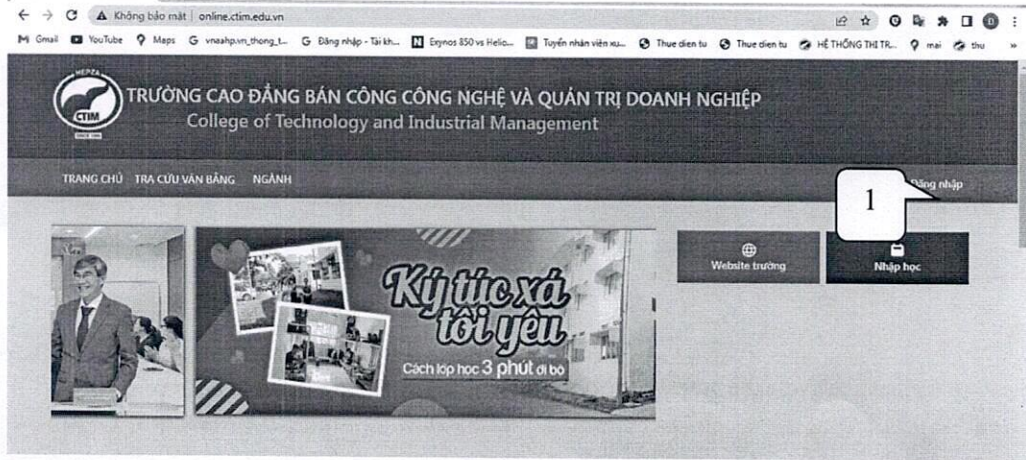 Không bảo mật | online.ctim.edu.vn
Gmail YouTube Maps vnaahp.vn_thong_t... Đăng nhập - Tài kh... Exynos 850 vs Helio... Tuyển nhân viên xu... Thue dien tu Thue dien tu HỆ THỐNG THI TR... mai thu »
HEPZA
CTIM
SINCE
TRƯỜNG CAO ĐẲNG BÁN CÔNG CÔNG NGHỆ VÀ QUẢN TRỊ DOANH NGHIỆP
College of Technology and Industrial Management
TRANG CHỦ TRA CỨU VĂN BẰNG NGÀNH
Đăng nhập
1
Website trường
Nhập học
Ký túc xá
tôi yêu
Cách lớp học 3 phút đi bộ